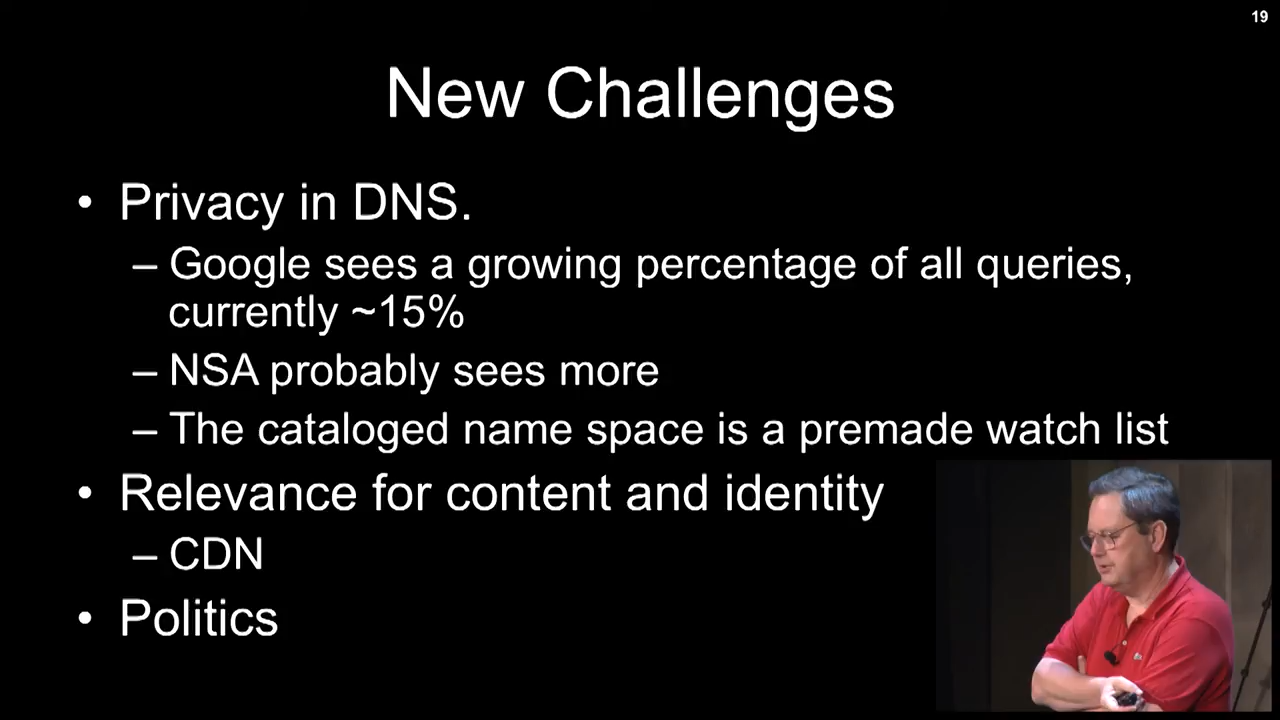 19
New Challenges
• Privacy in DNS.
– Google sees a growing percentage of all queries,
currently ~15%
– NSA probably sees more
– The cataloged name space is a premade watch list
• Relevance for content and identity
– CDN
• Politics